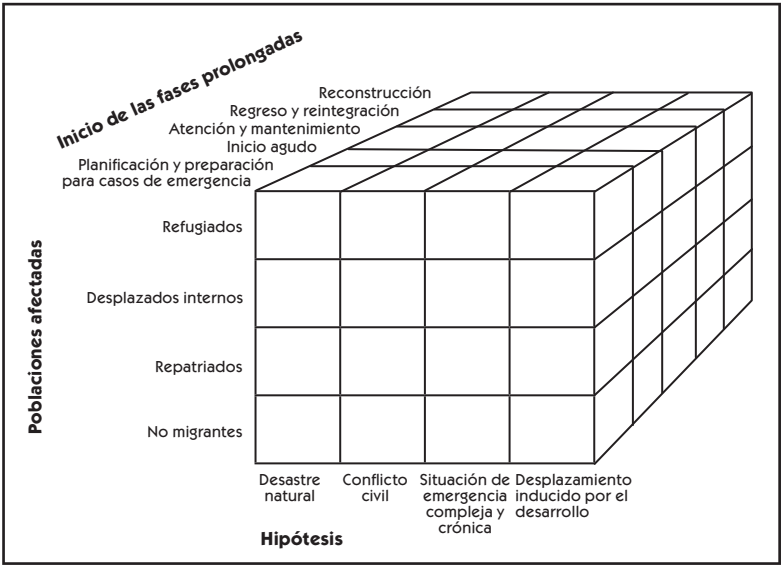 Inicio de las fases prolongadas
Reconstrucción
Regreso y reintegración
Atención y mantenimiento
Inicio agudo
Planificación y preparación
para casos de emergencia
Poblaciones afectadas
Refugiados
Desplazados internos
Repatriados
No migrantes
Desastre
natural
Conflicto
civil
Situación de
emergencia
compleja y
crónica
Desplazamiento
inducido por el
desarrollo
Hipótesis